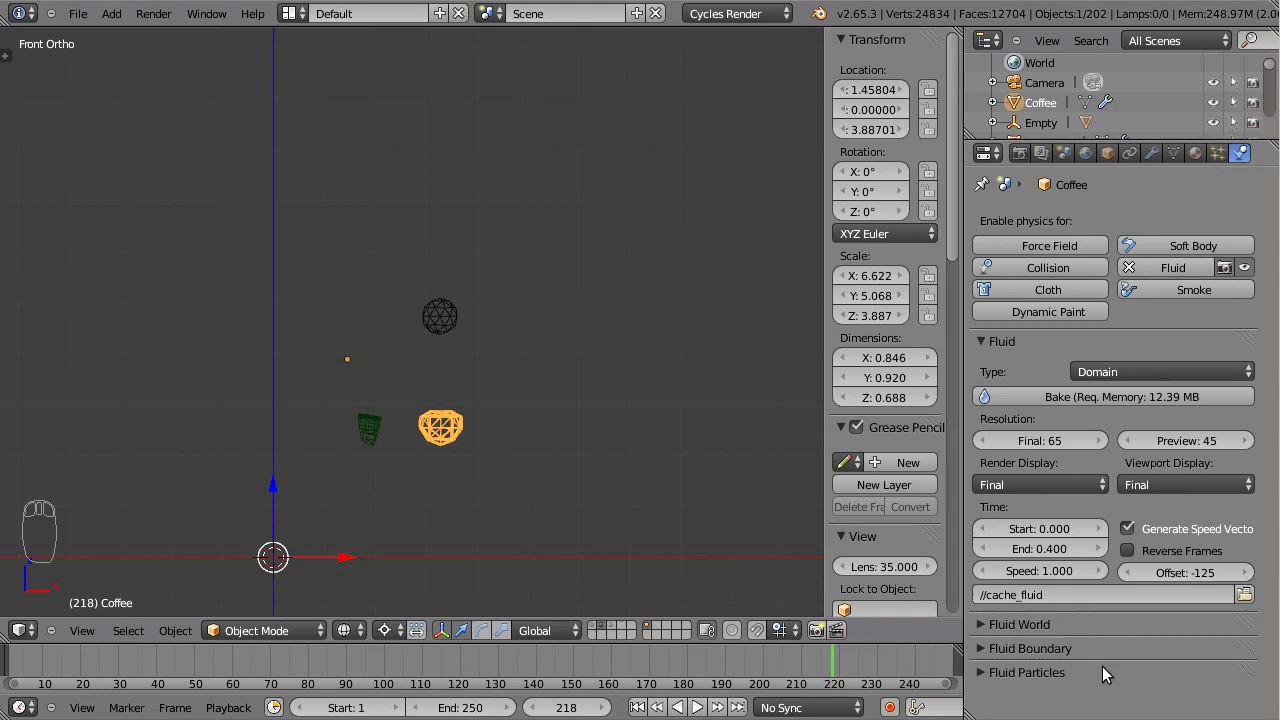 File Add Render Window Help Default Scene Cycles Render v2.65.3 | Verts:24834 | Faces:12704 | Objects:1/202 | Lamps:0/0 | Mem:248.97M (2.0
Front Ortho
Transform
View Search All Scenes
World
Camera
Coffee
Empty
Location:
: 1.45804
: 0.00000
: 3.88701
Rotation:
X: 0°
Y: 0°
Z: 0°
XYZ Euler
Scale:
X: 6.622
Y: 5.068
Z: 3.887
Dimensions:
X: 0.846
Y: 0.920
Z: 0.688
Grease Pencil
New
New Layer
Delete Fra Convert
View
Lens: 35.000
Lock to Object:
Coffee
Enable physics for:
Force Field Soft Body
Collision Fluid
Cloth Smoke
Dynamic Paint
Fluid
Type: Domain
Bake (Req. Memory: 12.39 MB
Resolution:
Final: 65 Preview: 45
Render Display: Viewport Display:
Final Final
Time:
Start: 0.000 Generate Speed Vecto
End: 0.400 Reverse Frames
Speed: 1.000 Offset: -125
//cache_fluid
Fluid World
Fluid Boundary
Fluid Particles
(218) Coffee
View Select Object Object Mode Global
10 20 30 40 50 60 70 80 90 100 110 120 130 140 150 160 170 180 190 200 210 220 230 240
View Marker Frame Playback Start: 1 End: 250 218 No Sync